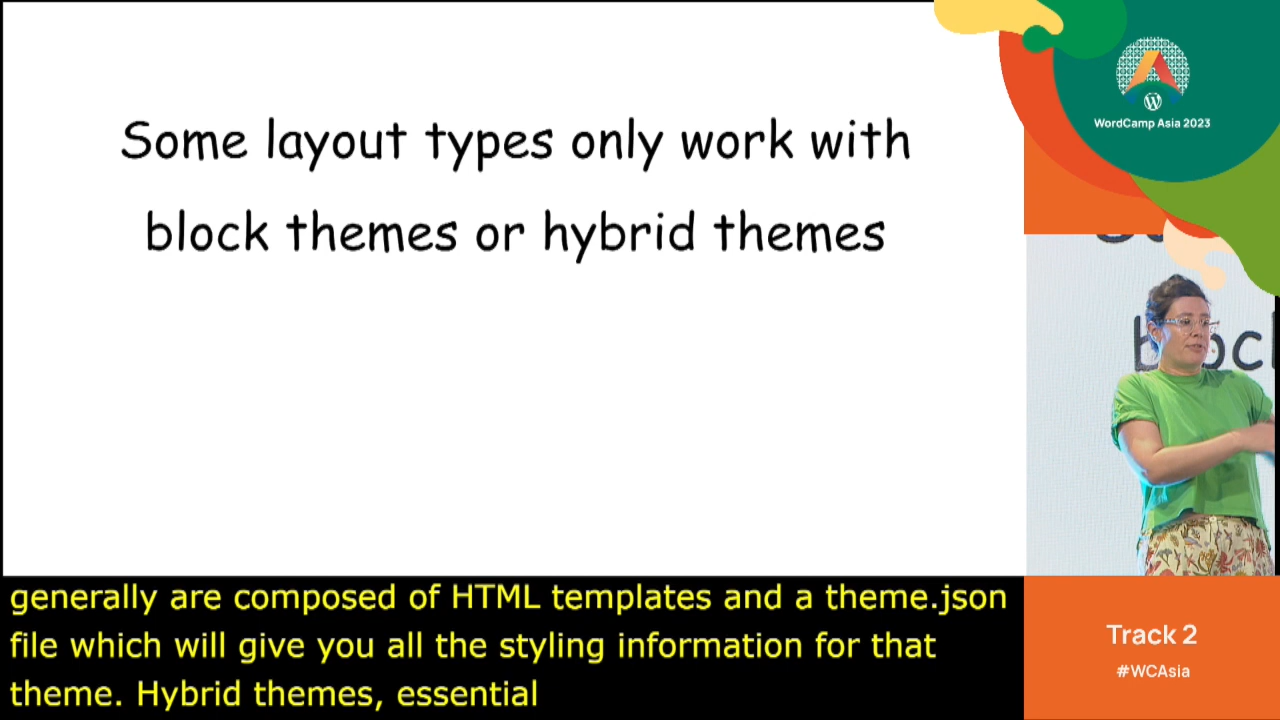 Some layout types only work with
block themes or hybrid themes
WordCamp Asia 2023
bloc
generally are composed of HTML templates and a theme.json
file which will give you all the styling information for that
theme. Hybrid themes, essential
Track 2
#WCAsia